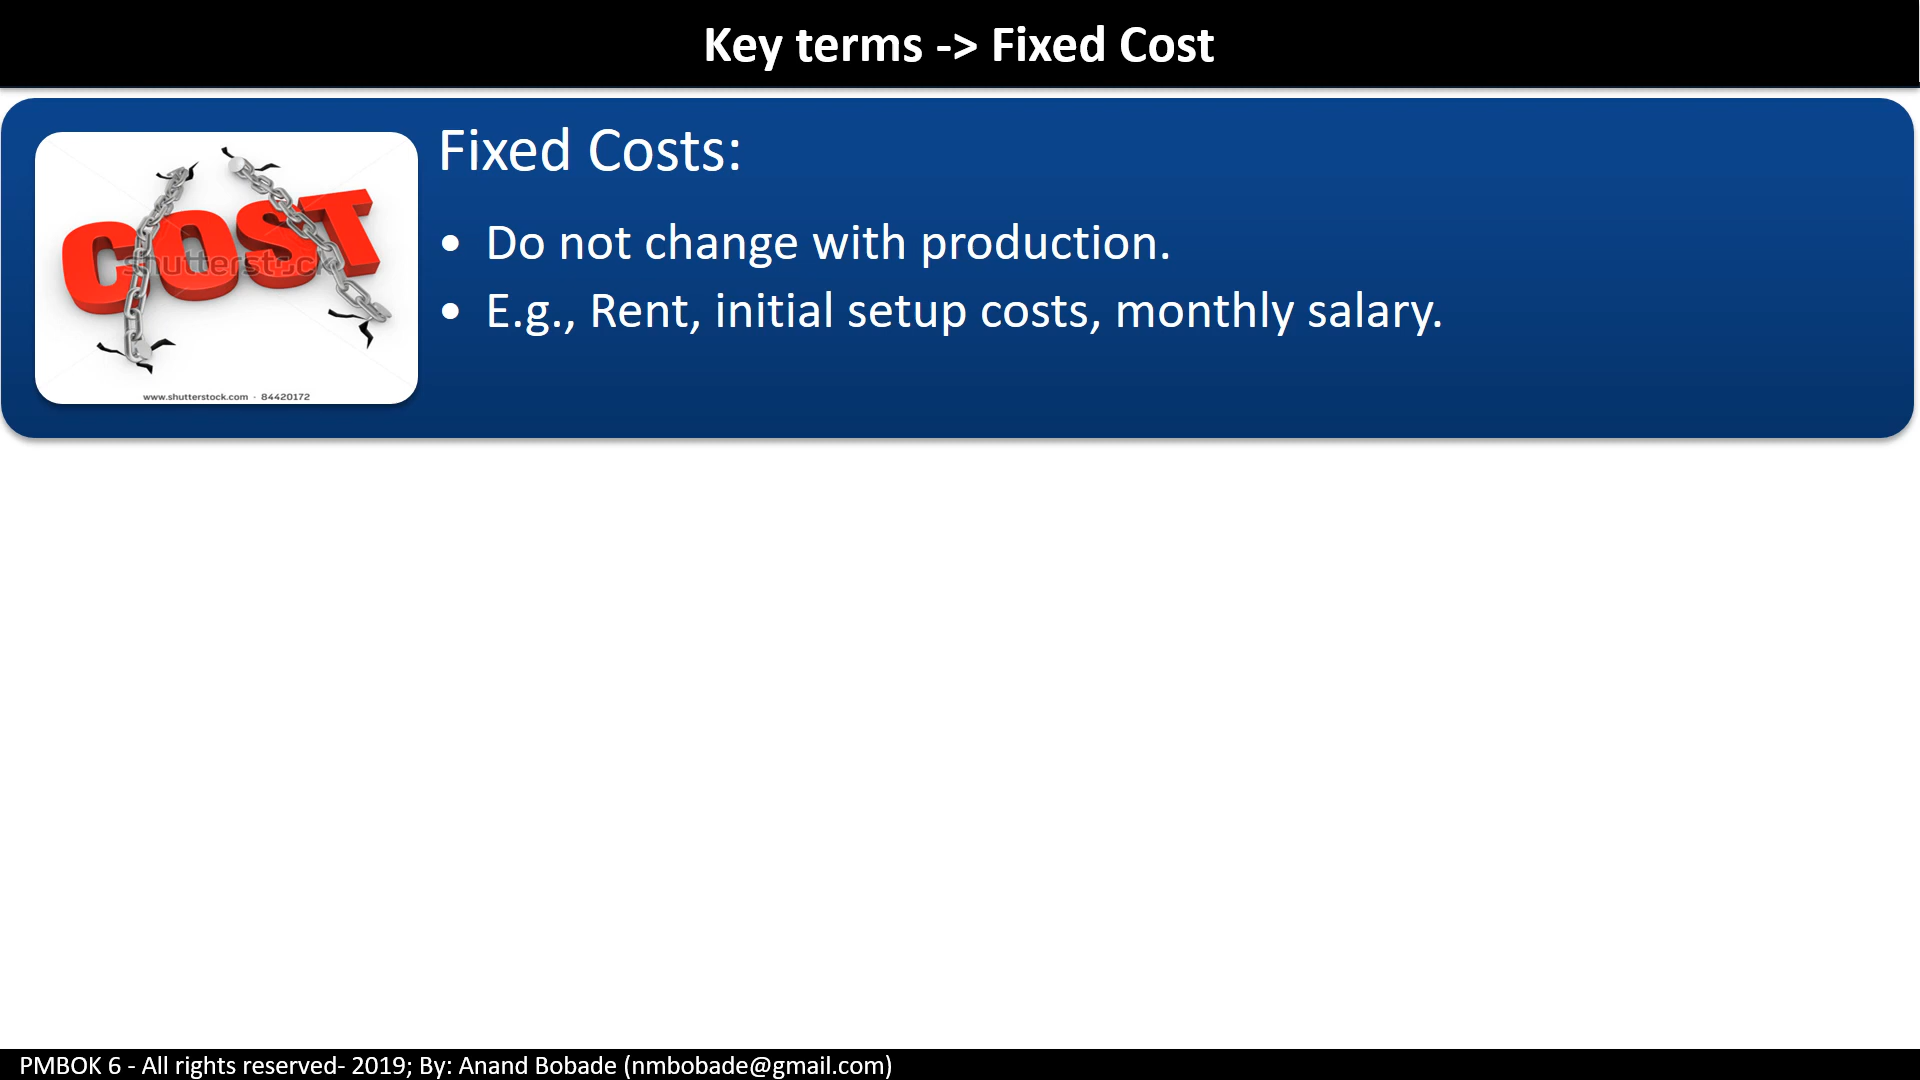 Key terms -> Fixed Cost
Fixed Costs:
• Do not change with production.
• E.g., Rent, initial setup costs, monthly salary.
COST
shutterstock
www.shutterstock.com - 84420172
PMBOK 6 - All rights reserved- 2019; By: Anand Bobade (nmbobade@gmail.com)